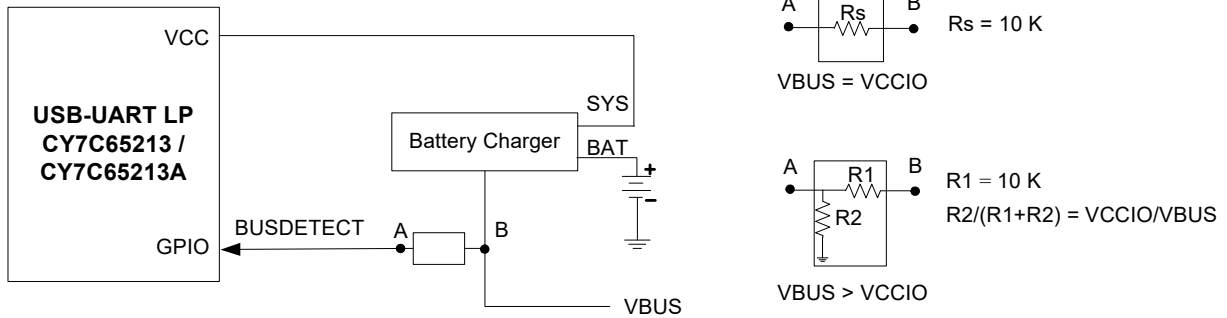 VCC
USB-UART LP
CY7C65213 /
CY7C65213A
GPIO
BUSDETECT
A
B
Battery Charger
SYS
BAT
+
-
VBUS
A
Rs
B
Rs = 10 K
VBUS = VCCIO
A
R1
B
R2
R1 = 10 K
R2/(R1+R2) = VCCIO/VBUS
VBUS > VCCIO